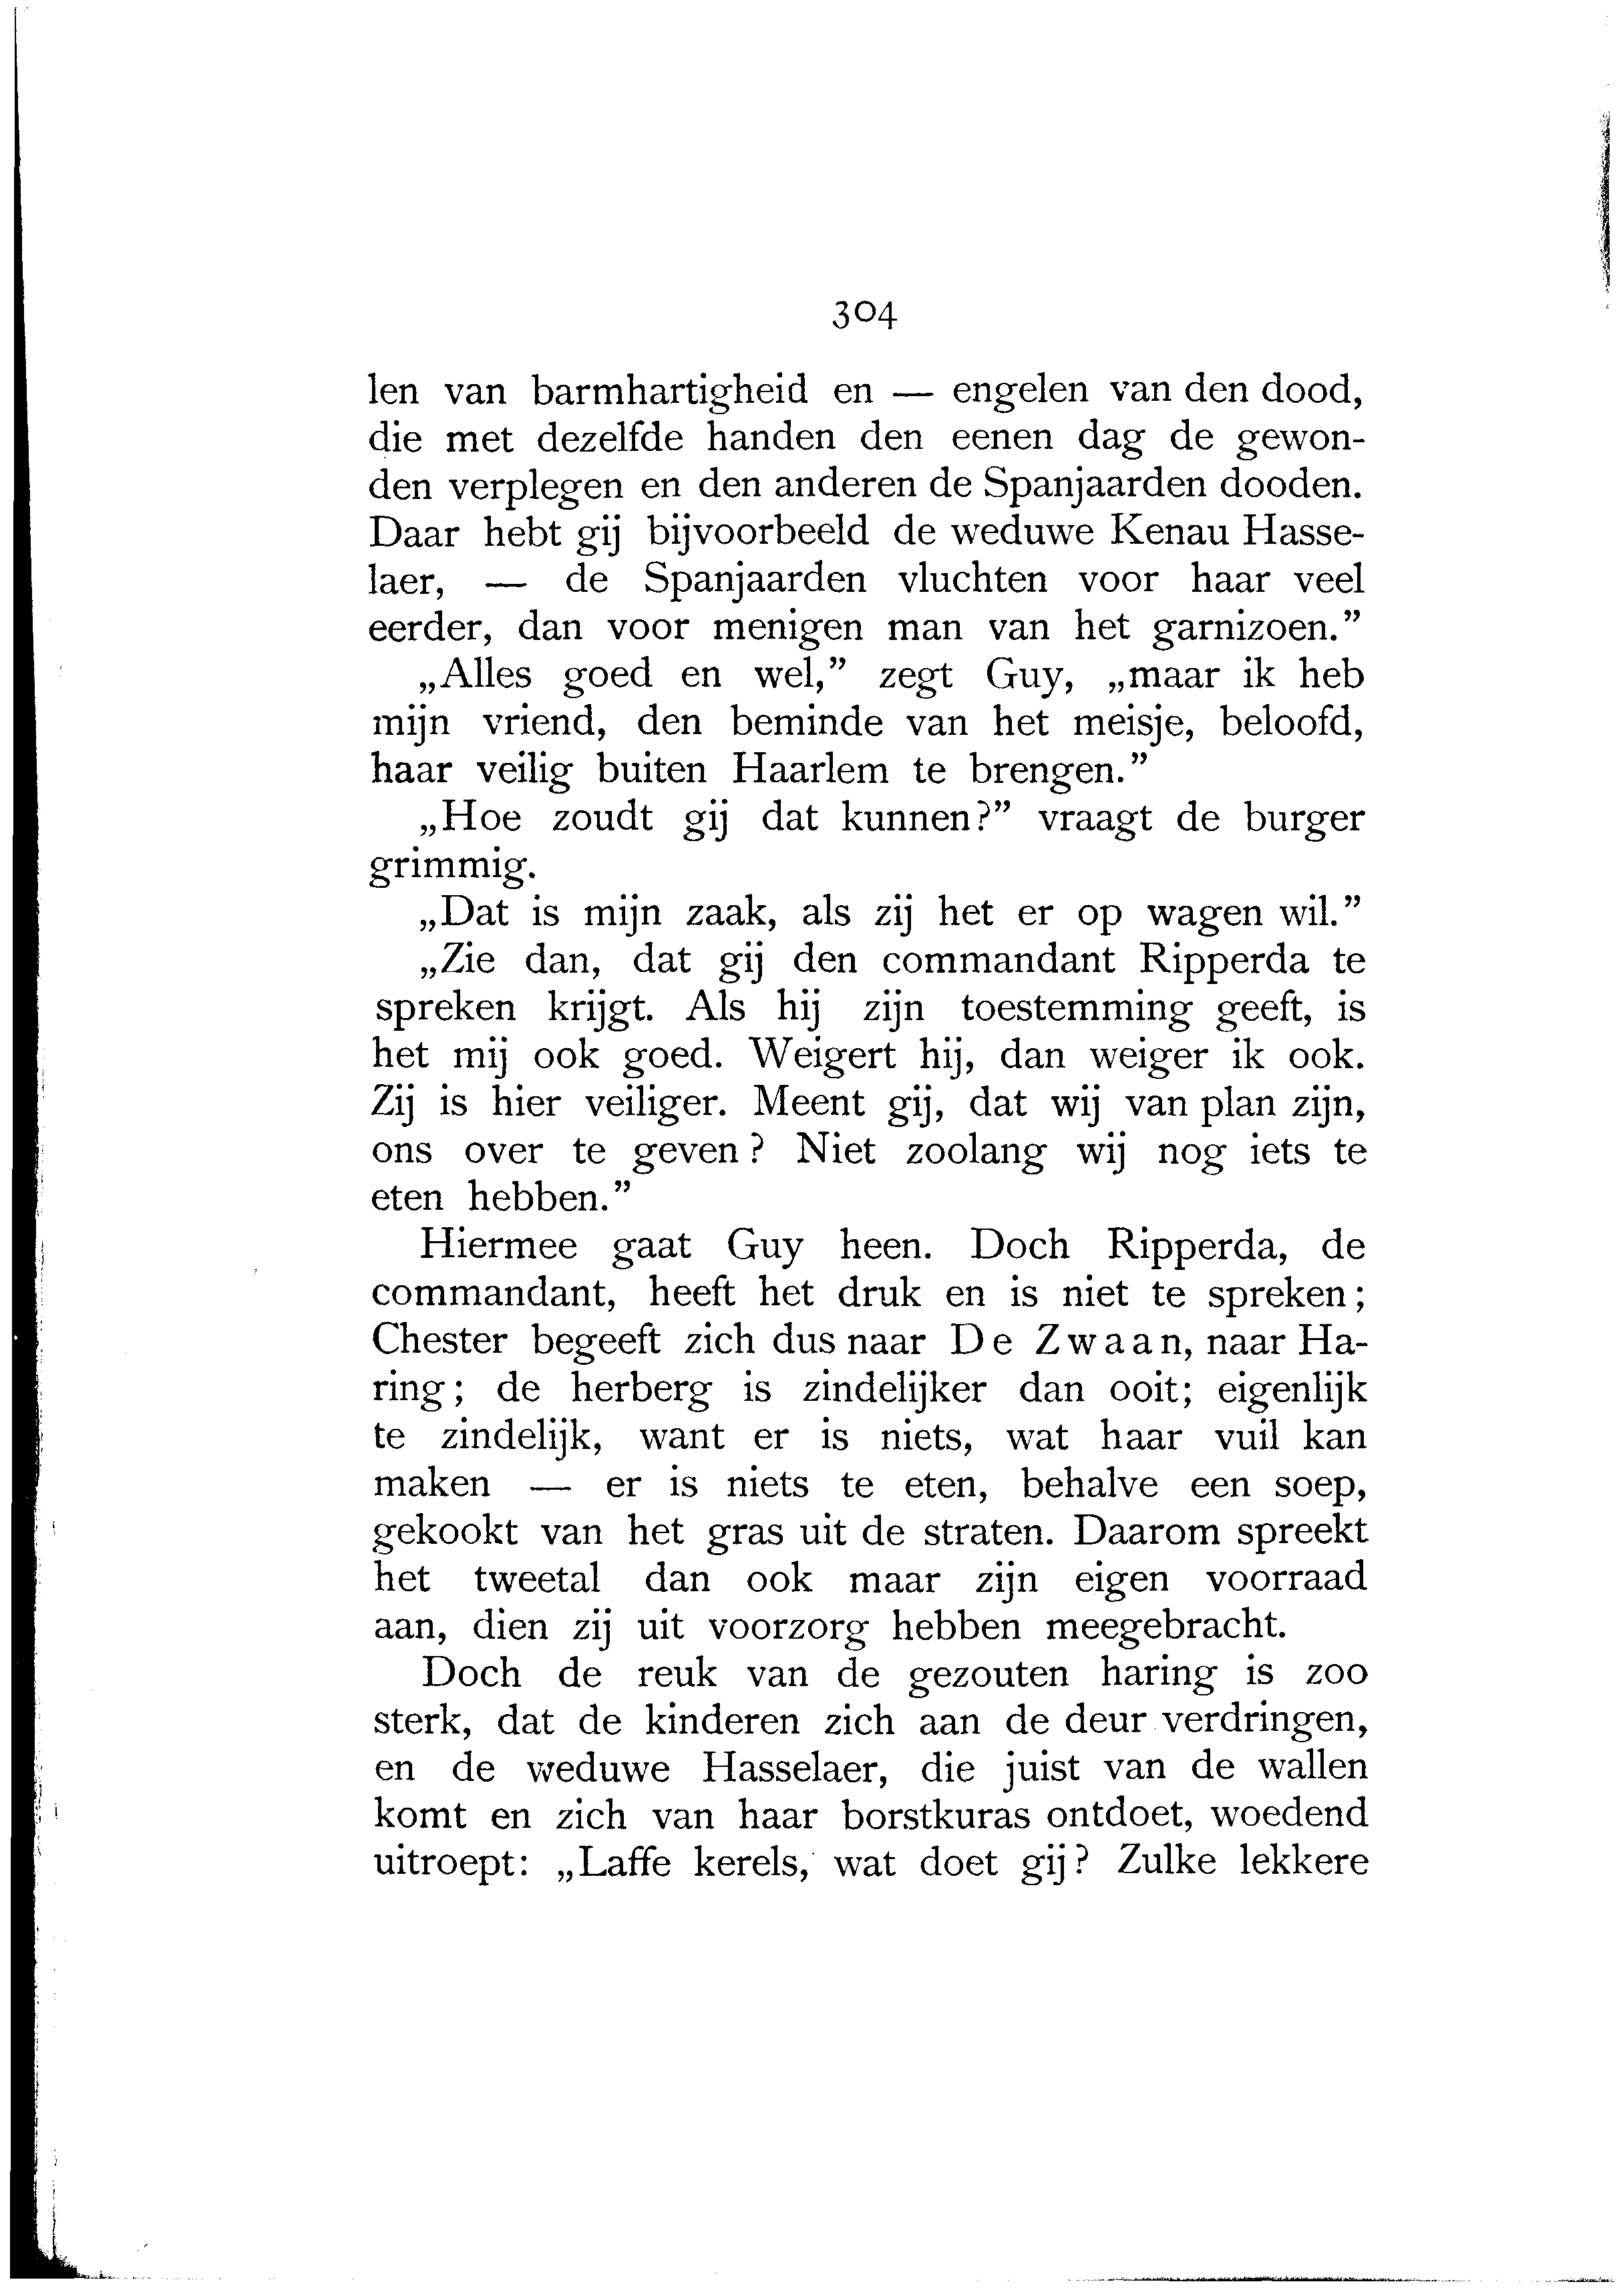 304
len van barmhartigheid en — engelen van den dood,
die met dezelfde handen den eenen dag de gewon-
den verplegen en den anderen de Spanjaarden dooden.
Daar hebt gij bijvoorbeeld de weduwe Kenau Hasse-
laer, — de Spanjaarden vluchten voor haar veel
eerder, dan voor menigen man van het garnizoen.”
„Alles goed en wel,” zegt Guy, „maar ik heb
mijn vriend, den beminde van het meisje, beloofd,
haar veilig buiten Haarlem te brengen.”
„Hoe zoudt gij dat kunnen?” vraagt de burger
grimmig.
„Dat is mijn zaak, als zij het er op wagen wil.”
„Zie dan, dat gij den commandant Ripperda te
spreken krijgt. Als hij zijn toestemming geeft, is
het mij ook goed. Weigert hij, dan weiger ik ook.
Zij is hier veiliger. Meent gij, dat wij van plan zijn,
ons over te geven? Niet zoolang wij nog iets te
eten hebben.”
Hiermee gaat Guy heen. Doch Ripperda, de
commandant, heeft het druk en is niet te spreken;
Chester begeeft zich dus naar De Zwaan, naar Ha-
ring; de herberg is zindelijker dan ooit; eigenlijk
te zindelijk, want er is niets, wat haar vuil kan
maken — er is niets te eten, behalve een soep,
gekookt van het gras uit de straten. Daarom spreekt
het tweetal dan ook maar zijn eigen voorraad
aan, dien zij uit voorzorg hebben meegebracht.
Doch de reuk van de gezouten haring is zoo
sterk, dat de kinderen zich aan de deur verdringen,
en de weduwe Hasselaer, die juist van de wallen
komt en zich van haar borstkuras ontdoet, woedend
uitroept: „Laffe kerels, wat doet gij? Zulke lekkere